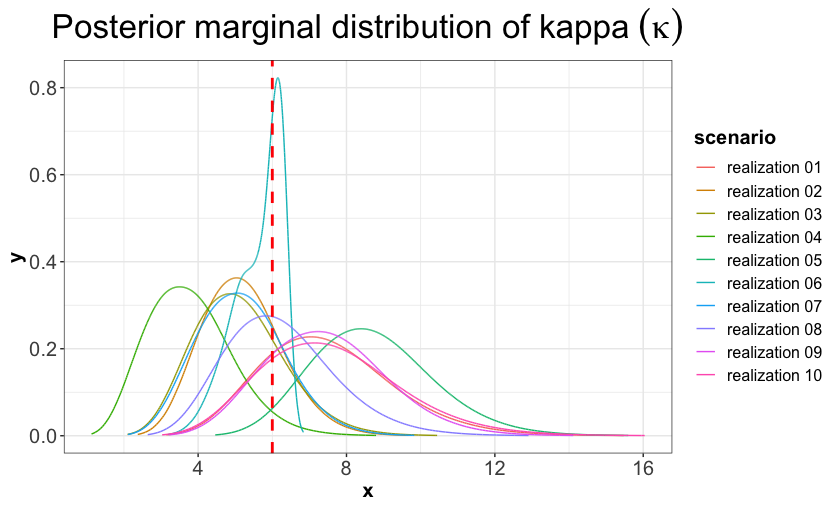 Posterior marginal distribution of kappa (κ)
y
0.8
0.6
0.4
0.2
0.0
4 8 12 16
x
scenario
realization 01
realization 02
realization 03
realization 04
realization 05
realization 06
realization 07
realization 08
realization 09
realization 10